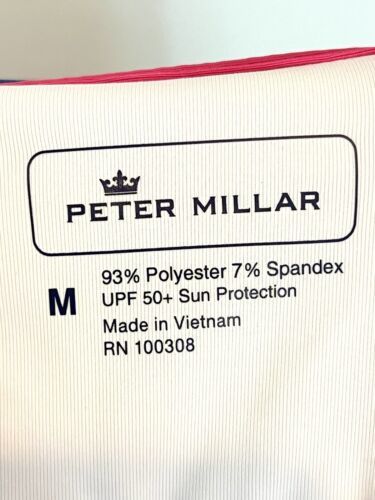 PETER MILLAR
M
93% Polyester 7% Spandex
UPF 50+ Sun Protection
Made in Vietnam
RN 100308